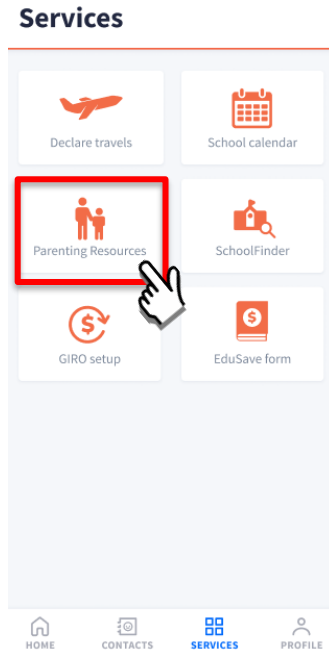 Services
Declare travels
School calendar
Parenting Resources
SchoolFinder
$
GIRO setup
$
EduSave form
HOME
CONTACTS
SERVICES
PROFILE